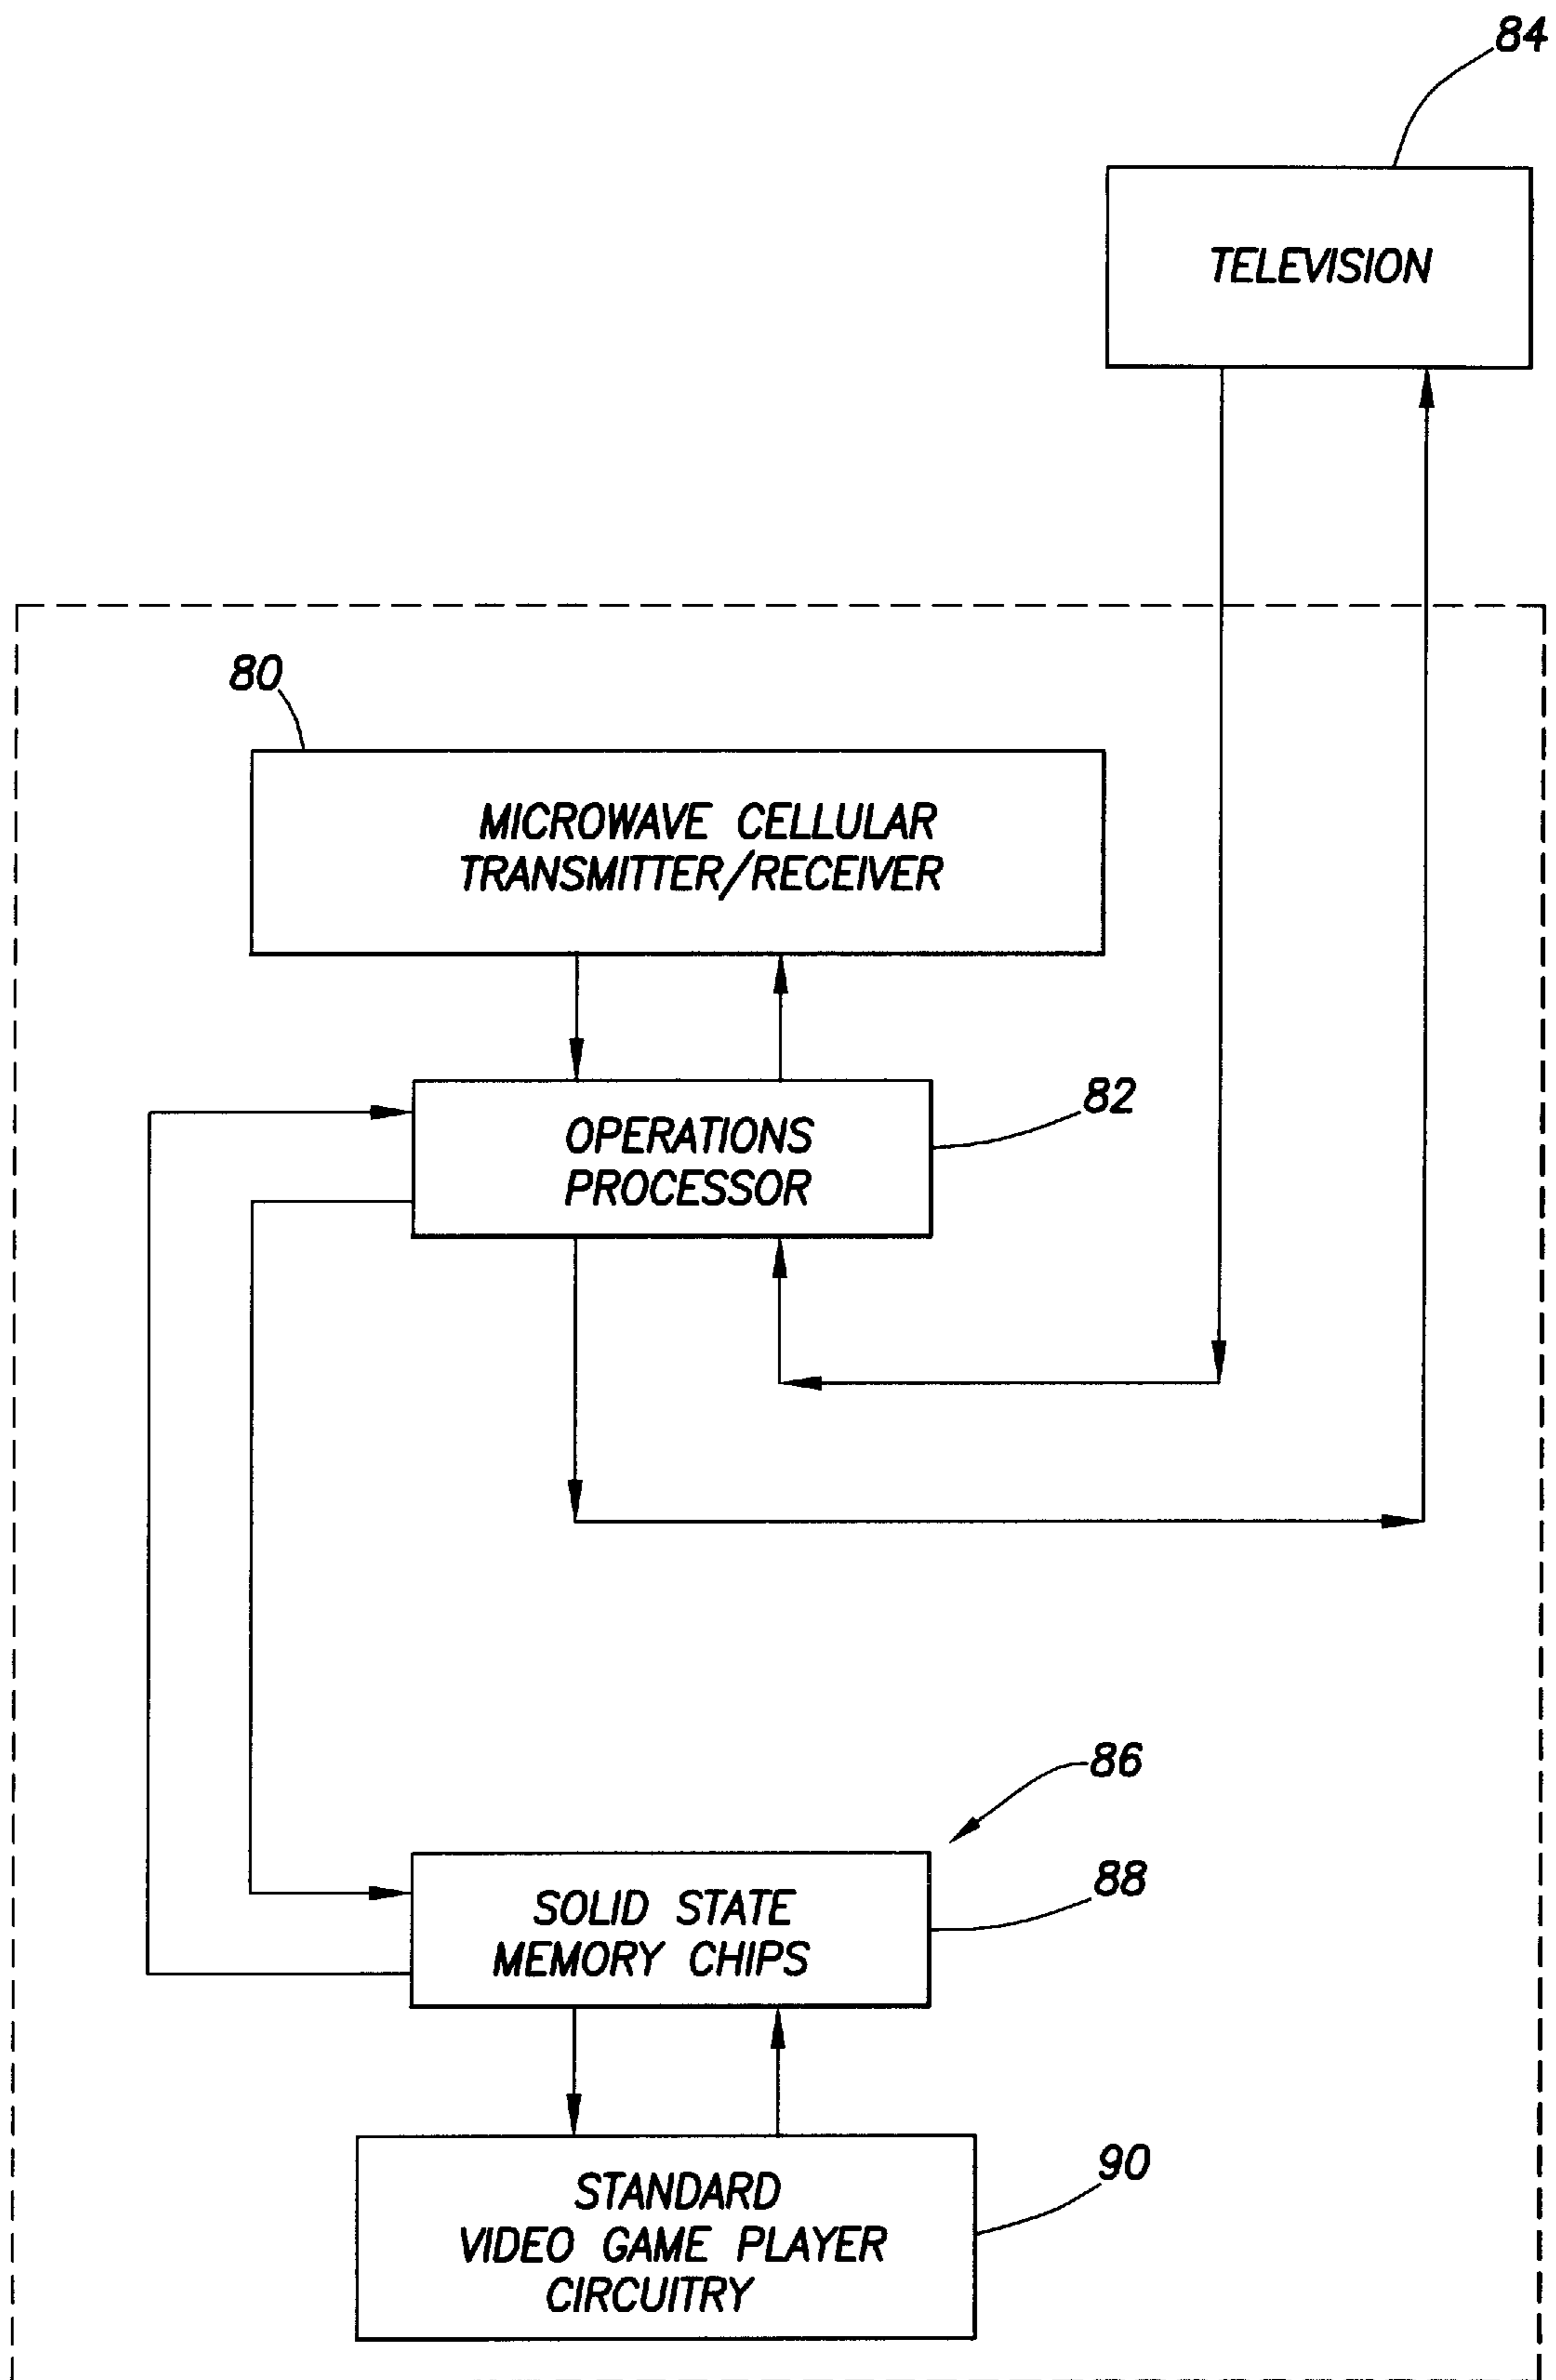 84
TELEVISION
80
MICROWAVE CELLULAR
TRANSMITTER/RECEIVER
82
OPERATIONS
PROCESSOR
86
88
SOLID STATE
MEMORY CHIPS
90
STANDARD
VIDEO GAME PLAYER
CIRCUITRY